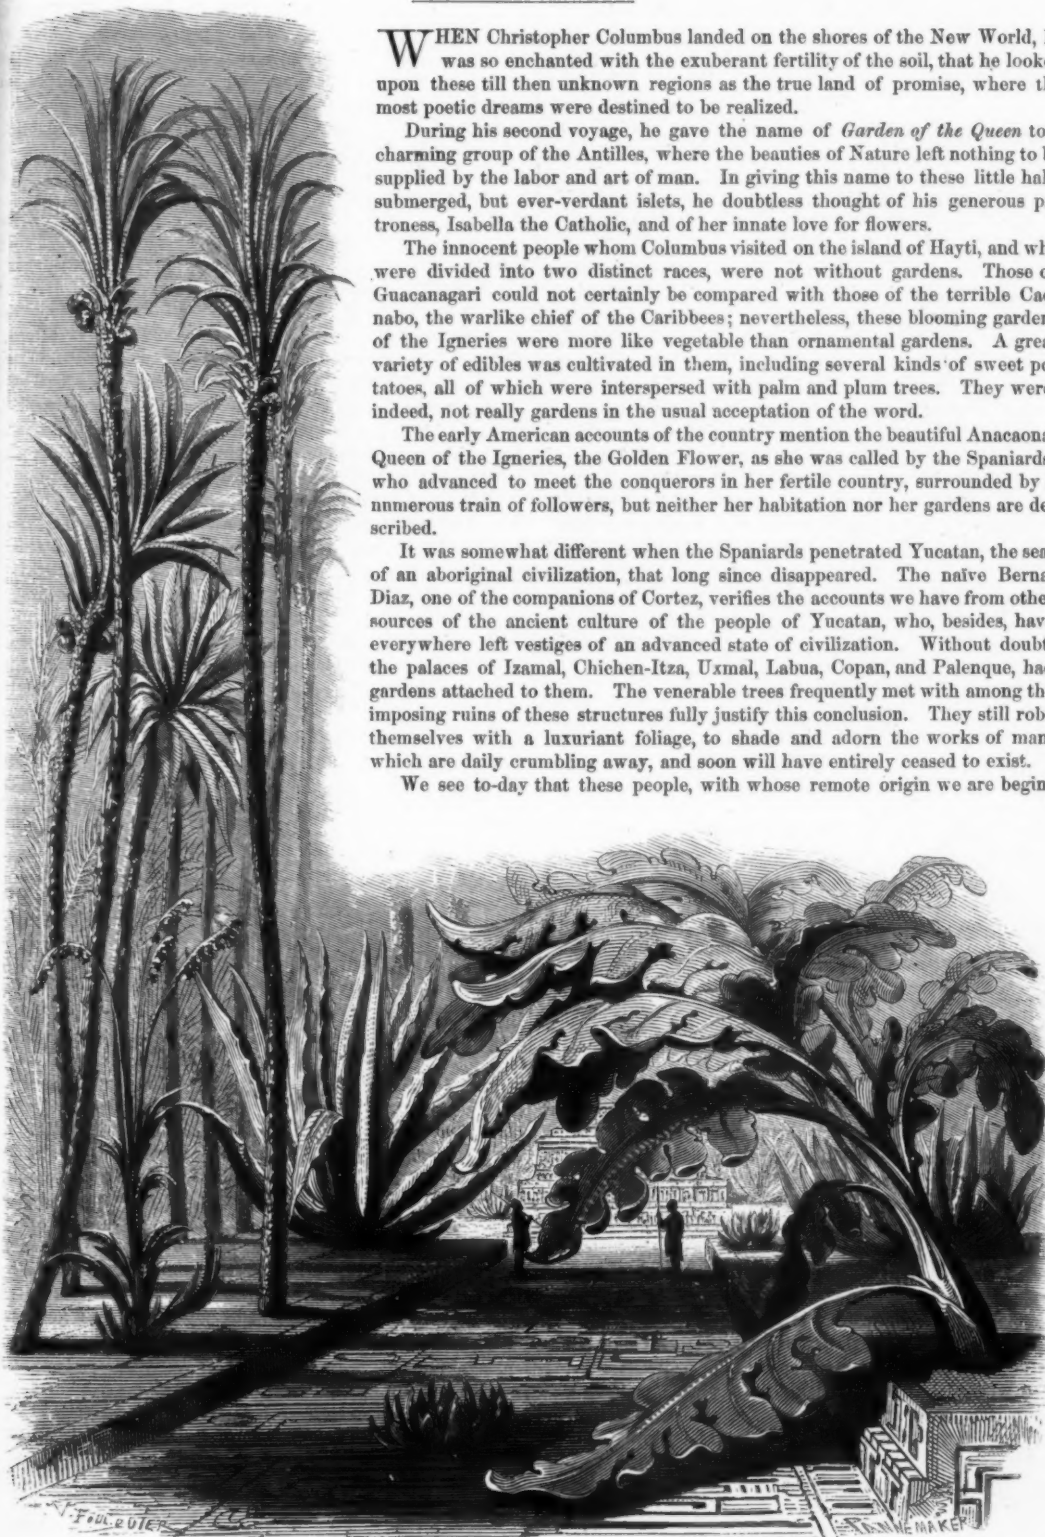 WHEN Christopher Columbus landed on the shores of the New World,
was so enchanted with the exuberant fertility of the soil, that he looke
upon these till then unknown regions as the true land of promise, where th
most poetic dreams were destined to be realized.
During his second voyage, he gave the name of Garden of the Queen to
charming group of the Antilles, where the beauties of Nature left nothing to b
supplied by the labor and art of man. In giving this name to these little hal
submerged, but ever-verdant islets, he doubtless thought of his generous p
troness, Isabella the Catholic, and of her innate love for flowers.
The innocent people whom Columbus visited on the island of Hayti, and wh
were divided into two distinct races, were not without gardens. Those o
Guacanagari could not certainly be compared with those of the terrible Cao
nabo, the warlike chief of the Caribbees; nevertheless, these blooming garden
of the Igneries were more like vegetable than ornamental gardens. A grea
variety of edibles was cultivated in them, including several kinds of sweet po
tatoes, all of which were interspersed with palm and plum trees. They were
indeed, not really gardens in the usual acceptation of the word.
The early American accounts of the country mention the beautiful Anacaona
Queen of the Igneries, the Golden Flower, as she was called by the Spaniards
who advanced to meet the conquerors in her fertile country, surrounded by
nnmerous train of followers, but neither her habitation nor her gardens are de
scribed.
It was somewhat different when the Spaniards penetrated Yucatan, the sea
of an aboriginal civilization, that long since disappeared. The naïve Berna
Diaz, one of the companions of Cortez, verifies the accounts we have from othe
sources of the ancient culture of the people of Yucatan, who, besides, hav
everywhere left vestiges of an advanced state of civilization. Without doubt
the palaces of Izamal, Chichen-Itza, Uxmal, Labua, Copan, and Palenque, ha
gardens attached to them. The venerable trees frequently met with among th
imposing ruins of these structures fully justify this conclusion. They still rob
themselves with a luxuriant foliage, to shade and adorn the works of man
which are daily crumbling away, and soon will have entirely ceased to exist.
We see to-day that these people, with whose remote origin we are begin